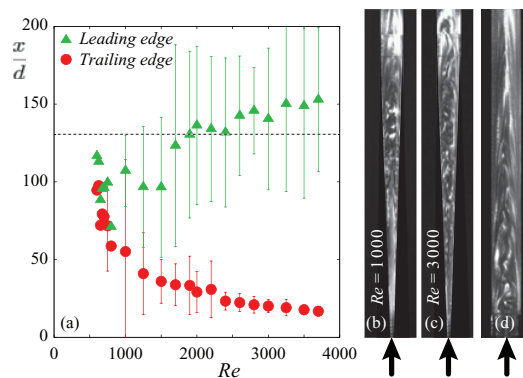 200
x
d
150
100
50
0
Leading edge
Trailing edge
(a)
0
1000
2000
3000
4000
Re
Re = 1000
(b)
Re = 3000
(c)
(d)